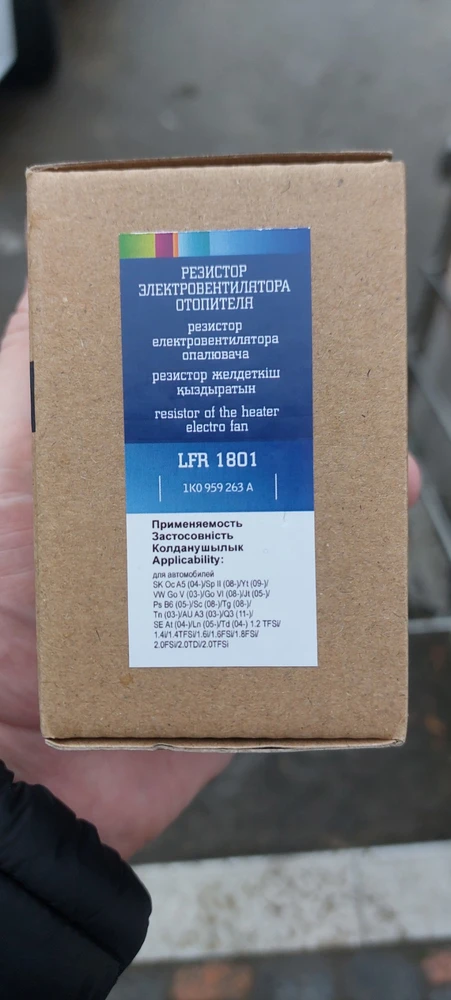 РЕЗИСТОР
ЭЛЕКТРОВЕНТИЛЯТОРА
ОТОПИТЕЛЯ
резистор
електровентилятора
опалювача
резистор желдеткіш
қыздыратын
resistor of the heater
electro fan
LFR 1801
1K0 959 263 A
Применяемость
Застосовність
Колданушылык
Applicability:
для автомобилей
SK Oc A5 (04-)/Sp II (08-)/Yt (09-)/
VW Go V (03-)/Go VI (08-)/Jt (05-)/
Ps B6 (05-)/Sc (08-)/Tg (08-)/
Tn (03-)/AU A3 (03-)/Q3 (11-)/
SE At (04-)/Ln (05-)/Td (04-) 1.2 TFSi/
1.4i/1.4TFSi/1.6i/1.6FSi/1.8FSi/
2.0FSi/2.0TDi/2.0TFSi